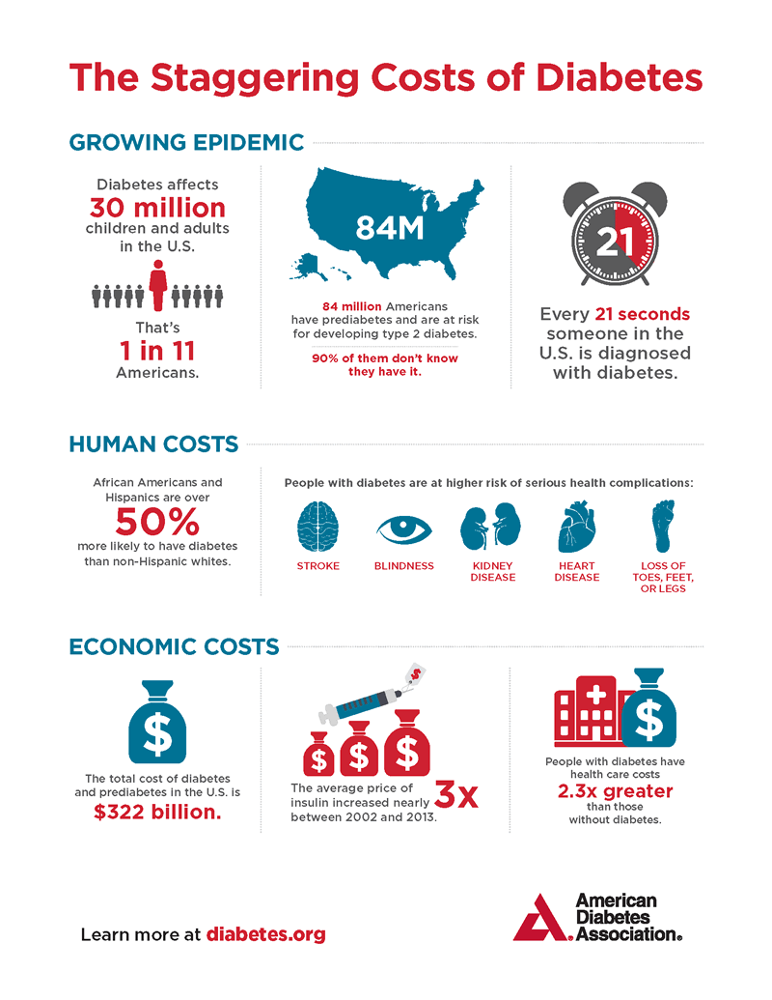 The Staggering Costs of Diabetes
GROWING EPIDEMIC
Diabetes affects
30 million
children and adults
in the U.S.
That's
1 in 11
Americans.
84M
84 million Americans
have prediabetes and are at risk
for developing type 2 diabetes.
90% of them don't know
they have it.
21
Every 21 seconds
someone in the
U.S. is diagnosed
with diabetes.
HUMAN COSTS
African Americans and
Hispanics are over
50%
more likely to have diabetes
than non-Hispanic whites.
People with diabetes are at higher risk of serious health complications:
STROKE
BLINDNESS
KIDNEY
DISEASE
HEART
DISEASE
LOSS OF
TOES, FEET,
OR LEGS
ECONOMIC COSTS
$
The total cost of diabetes
and prediabetes in the U.S. is
$322 billion.
$
$ $ $
The average price of
insulin increased nearly 3x
between 2002 and 2013.
$
People with diabetes have
health care costs
2.3x greater
than those
without diabetes.
Learn more at diabetes.org
American
Diabetes
Association®